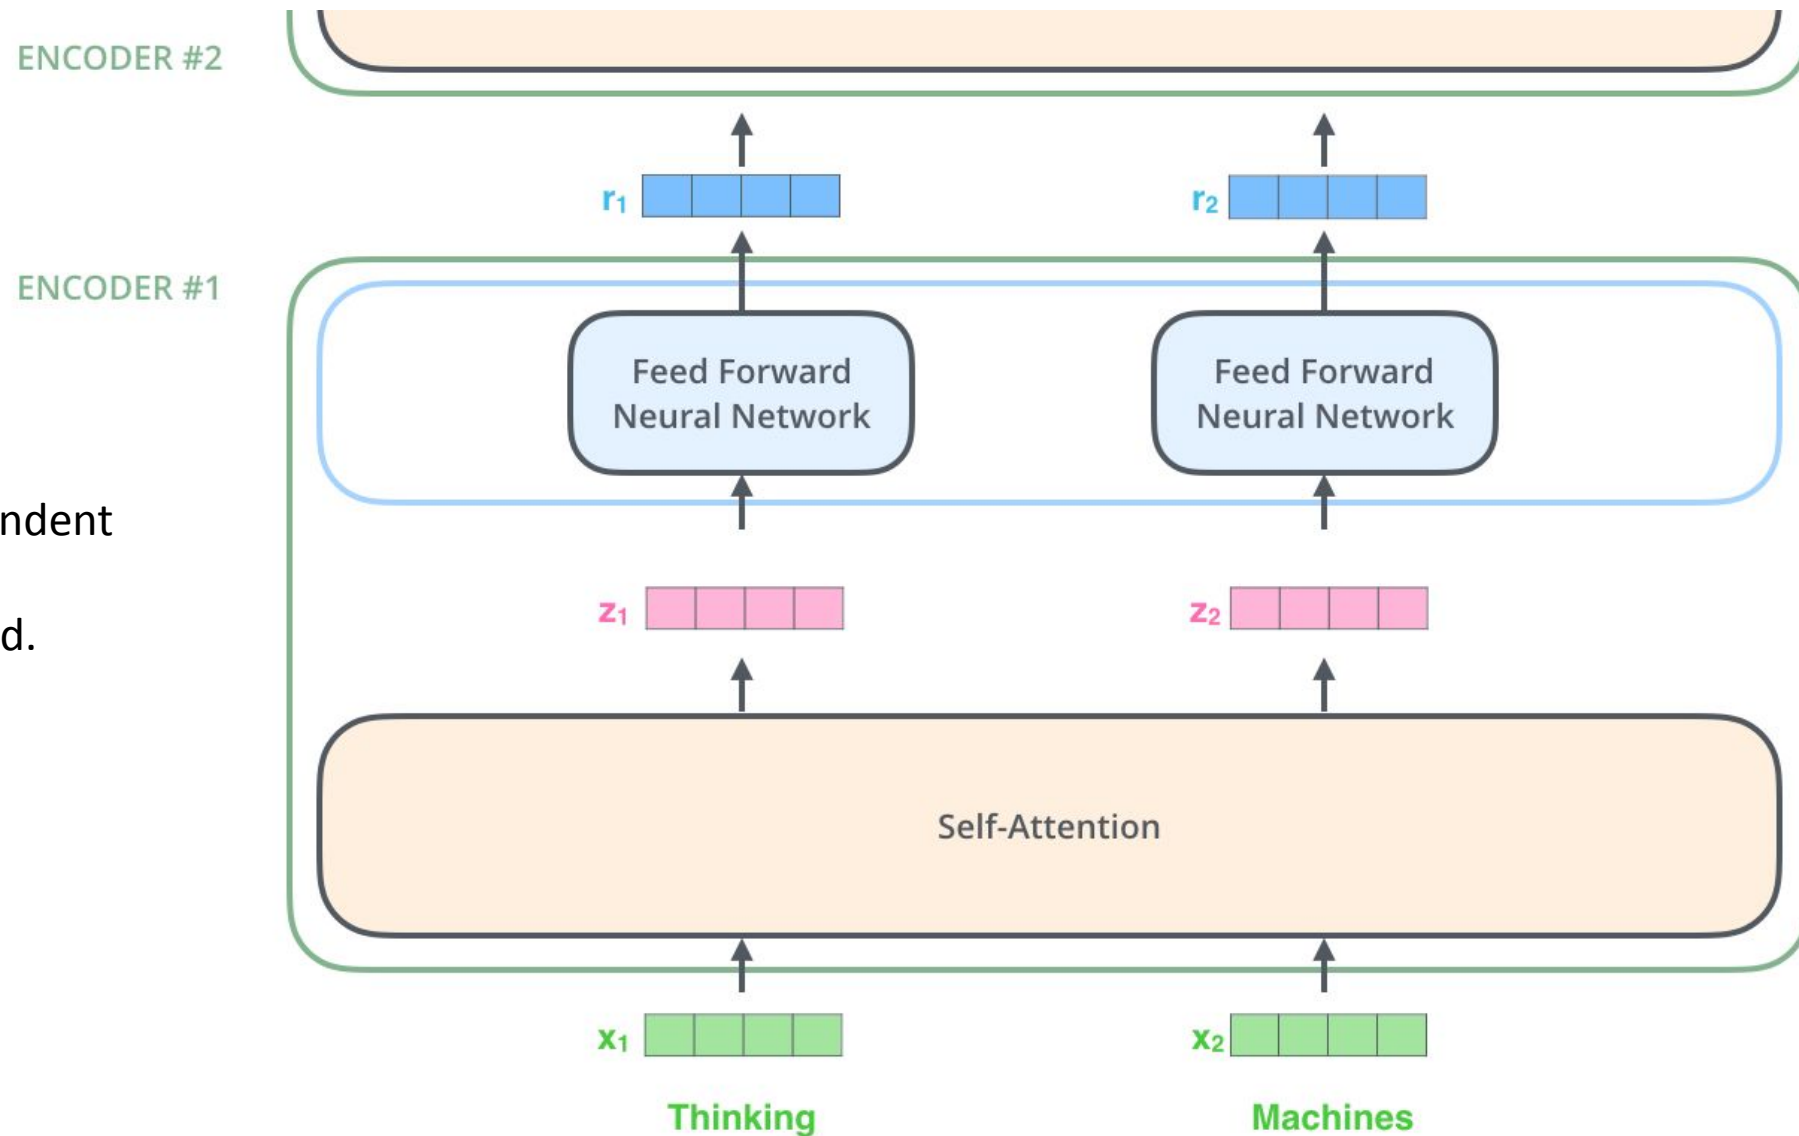 ENCODER #2
r1
r2
ENCODER #1
Feed Forward
Neural Network
Feed Forward
Neural Network
ndent
z1
z2
d.
Self-Attention
x1
x2
Thinking
Machines